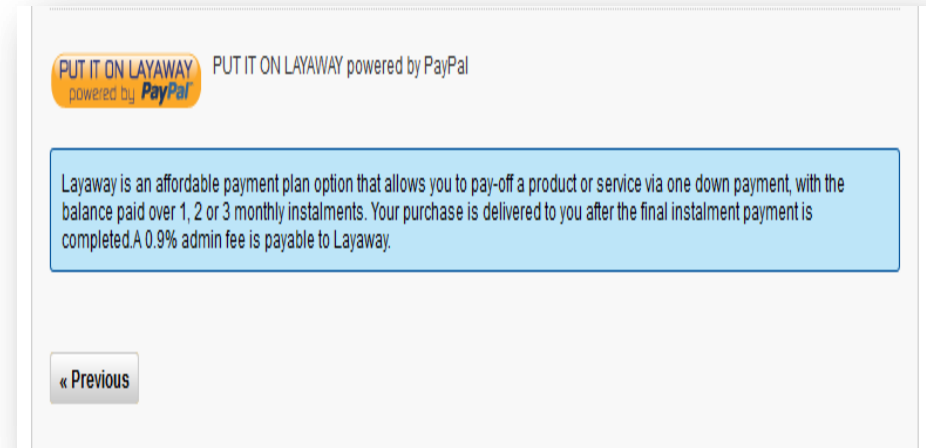 PUT IT ON LAYAWAY
powered by PayPal
PUT IT ON LAYAWAY powered by PayPal
Layaway is an affordable payment plan option that allows you to pay-off a product or service via one down payment, with the
balance paid over 1, 2 or 3 monthly instalments. Your purchase is delivered to you after the final instalment payment is
completed.A 0.9% admin fee is payable to Layaway.
« Previous